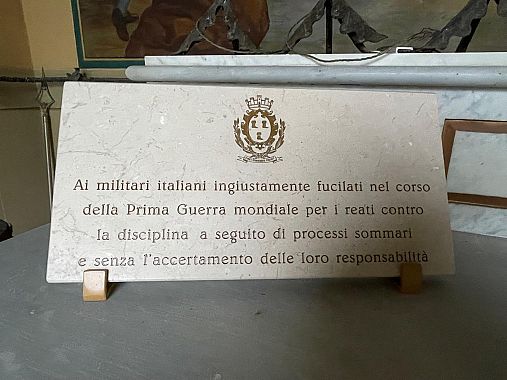 Ai militari italiani ingiustamente fucilati nel corso
della Prima Guerra mondiale per i reati contro
la disciplina a seguito di processi sommari
e senza l'accertamento delle loro responsabilità